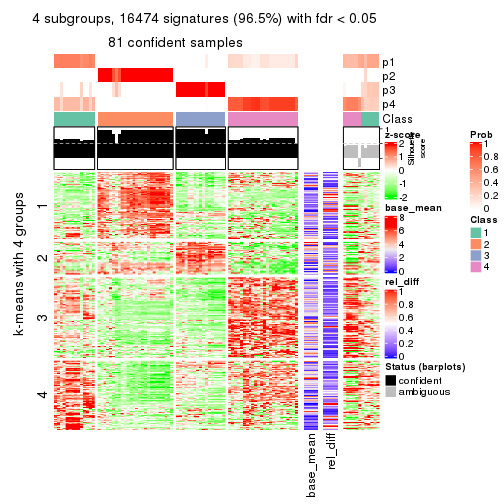 4 subgroups, 16474 signatures (96.5%) with fdr < 0.05
81 confident samples
p1
p2
p3
p4
Class
1
Silhouette
score
k-means with 4 groups
1
2
3
4
base_mean
rel_diff
z-score
2
1
0
-1
-2
base_mean
8
6
4
2
0
rel_diff
1
0.8
0.6
0.4
0.2
0
Status (barplots)
confident
ambiguous
Prob
1
0.8
0.6
0.4
0.2
0
Class
1
2
3
4